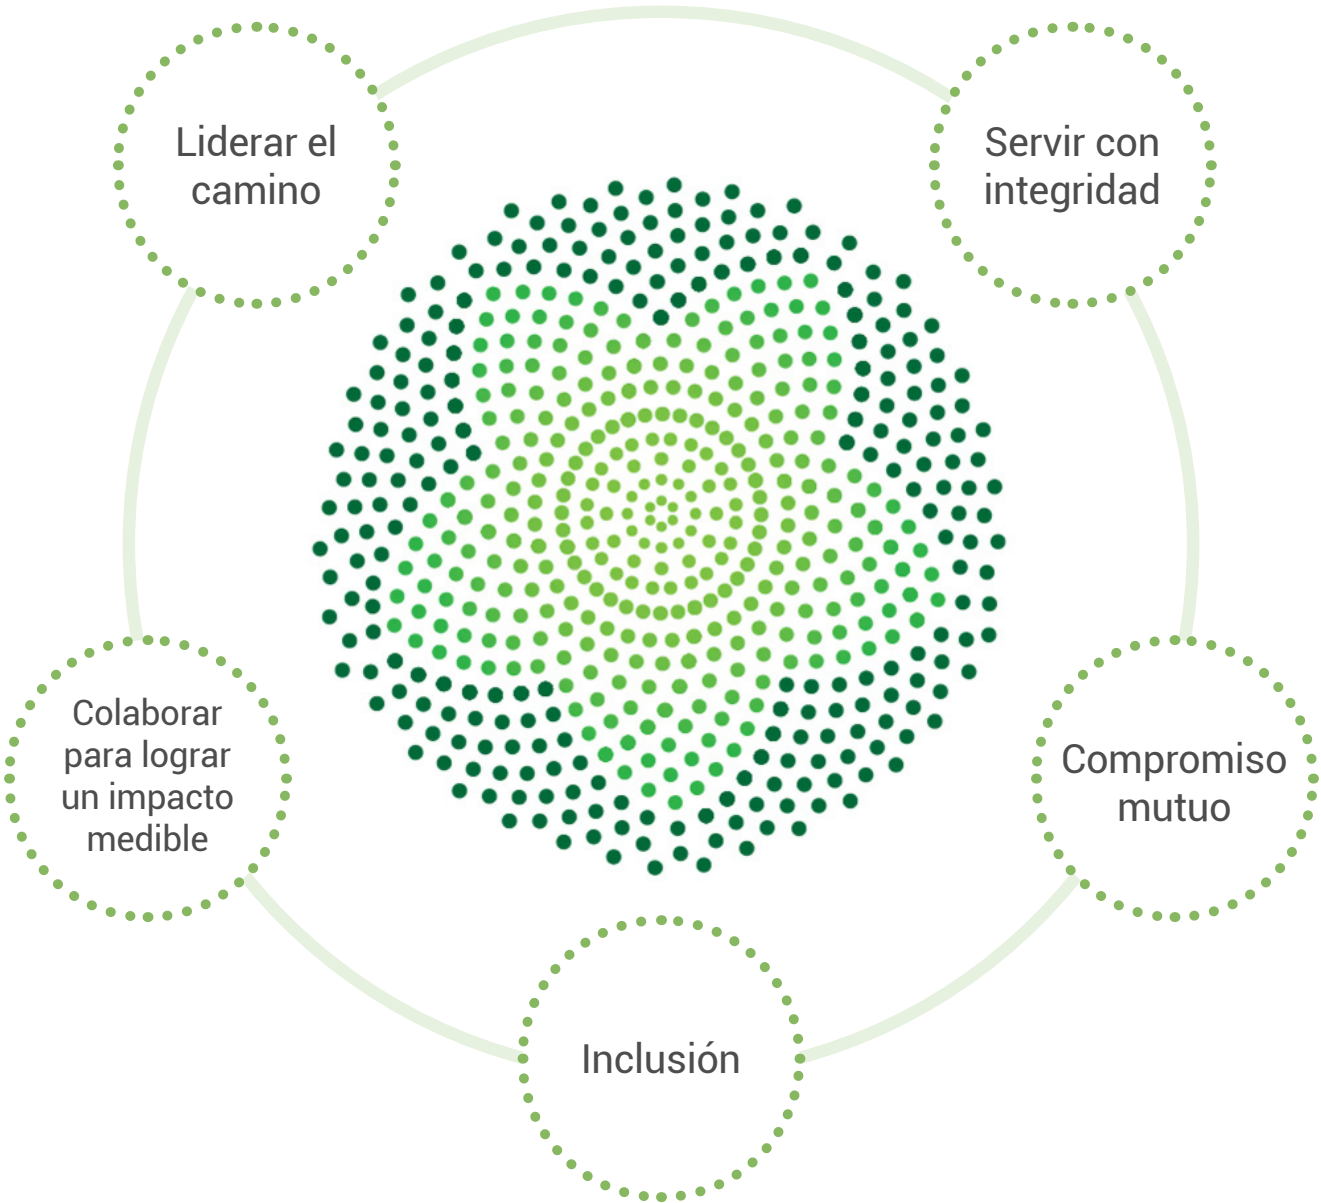 Liderar el
camino
Servir con
integridad
Colaborar
para lograr
un impacto
medible
Compromiso
mutuo
Inclusión